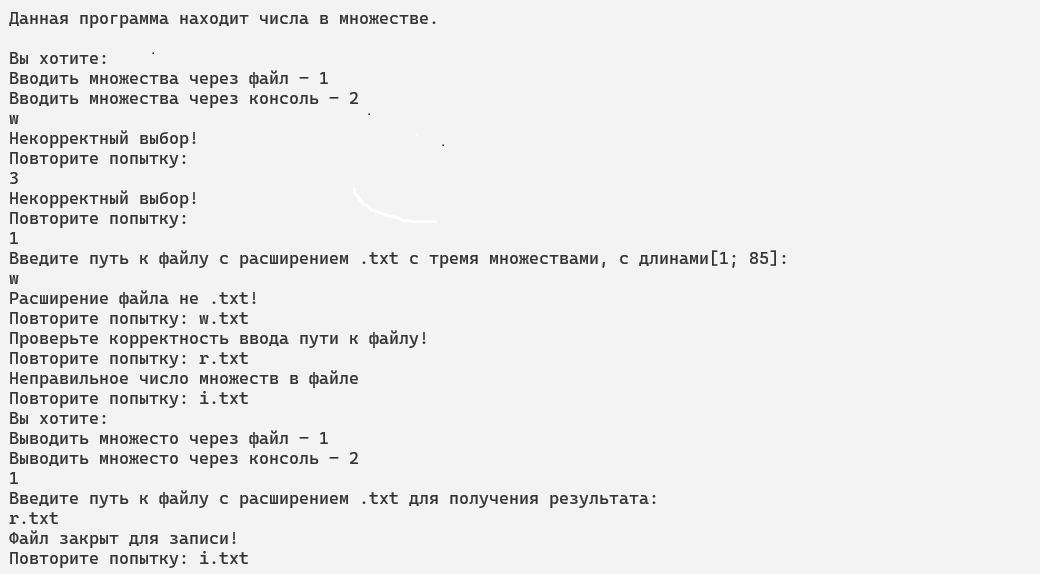 Данная программа находит числа в множестве.
Вы хотите:
Вводить множества через файл – 1
Вводить множества через консоль – 2
w
Некорректный выбор!
Повторите попытку:
3
Некорректный выбор!
Повторите попытку:
1
Введите путь к файлу с расширением .txt с тремя множествами, с длинами[1; 85]:
w
Расширение файла не .txt!
Повторите попытку: w.txt
Проверьте корректность ввода пути к файлу!
Повторите попытку: r.txt
Неправильное число множеств в файле
Повторите попытку: i.txt
Вы хотите:
Выводить множесто через файл – 1
Выводить множесто через консоль – 2
1
Введите путь к файлу с расширением .txt для получения результата:
r.txt
Файл закрыт для записи!
Повторите попытку: i.txt